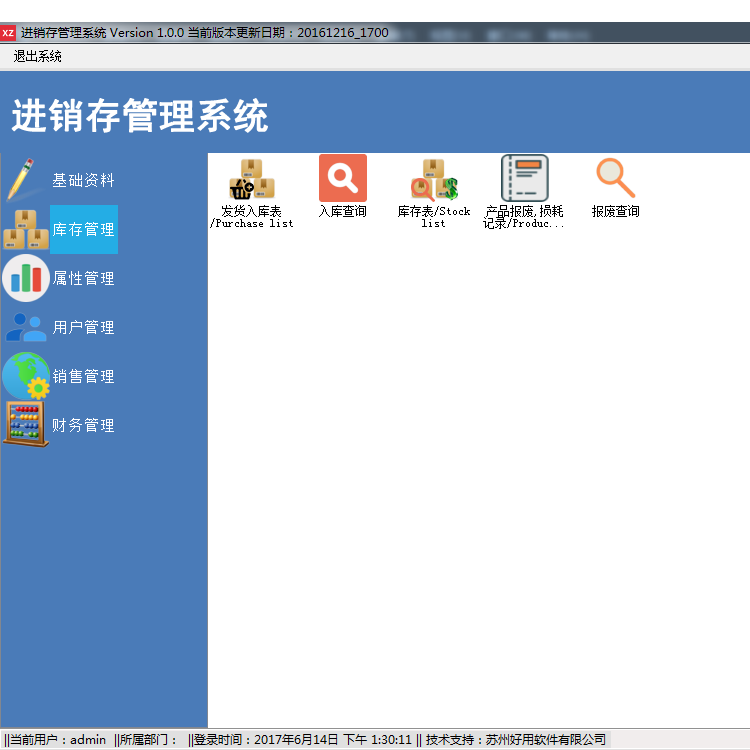 XZ 进销存管理系统 Version 1.0.0 当前版本更新日期：20161216_1700
退出系统
进销存管理系统
基础资料
库存管理
属性管理
用户管理
销售管理
财务管理
发货入库表
/Purchase list
入库查询
库存表/Stock
list
产品报废,损耗
记录/Produc...
报废查询
||当前用户：admin ||所属部门： ||登录时间：2017年6月14日 下午 1:30:11 || 技术支持：苏州好用软件有限公司